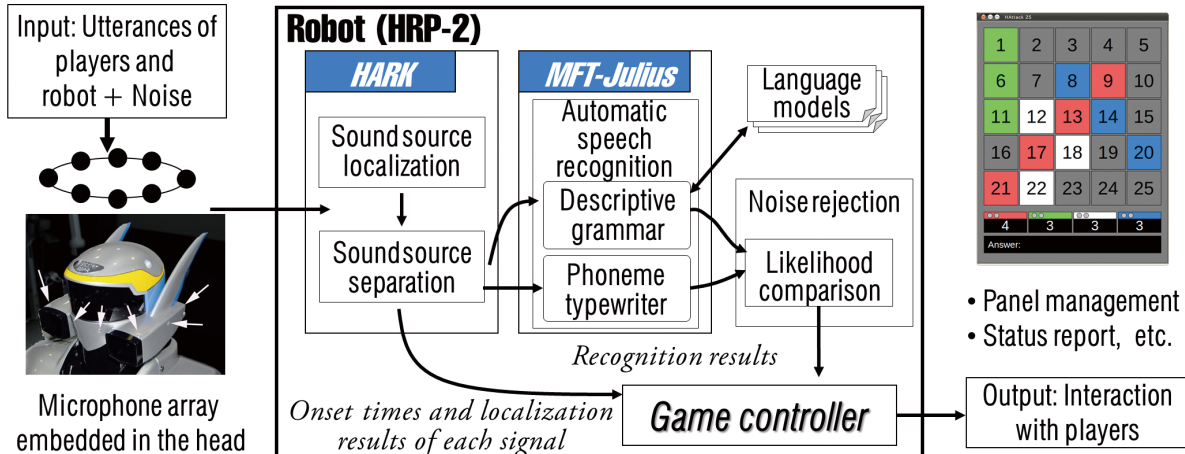 Input: Utterances of
players and
robot + Noise
Microphone array
embedded in the head
Robot (HRP-2)
HARK
Sound source
localization
Sound source
separation
MFT-Julius
Automatic
speech
recognition
Descriptive
grammar
Phoneme
typewriter
Language
models
Noise rejection
Likelihood
comparison
Recognition results
Onset times and localization
results of each signal
Game controller
HAttack 25
1 2 3 4 5
6 7 8 9 10
11 12 13 14 15
16 17 18 19 20
21 22 23 24 25
4 3 3 3
Answer:
• Panel management
• Status report, etc.
Output: Interaction
with players